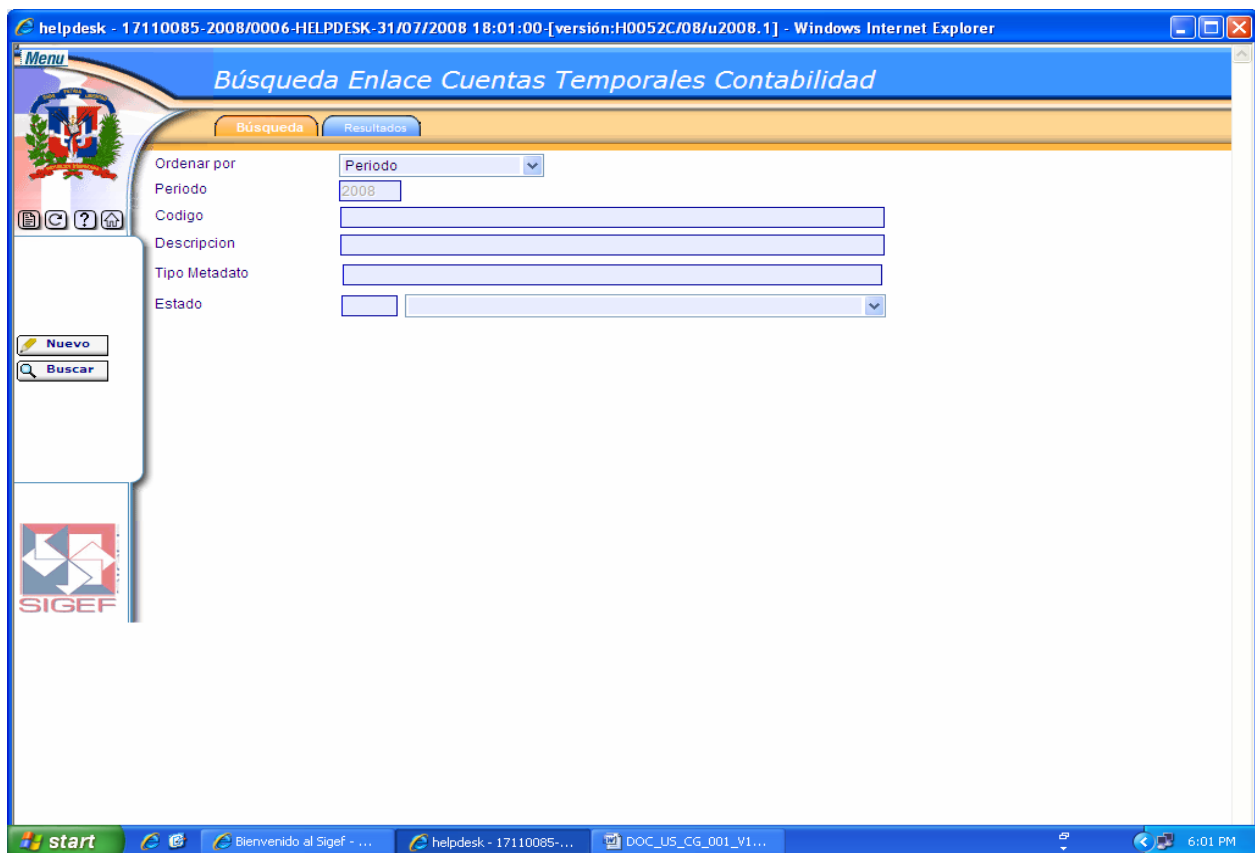 helpdesk - 17110085-2008/0006-HELPDESK-31/07/2008 18:01:00-[versión:H0052C/08/u2008.1] - Windows Internet Explorer
Menu
Búsqueda Enlace Cuentas Temporales Contabilidad
Búsqueda
Resultados
Ordenar por
Periodo
Periodo
2008
Codigo
Descripcion
Tipo Metadato
Estado
Nuevo
Buscar
SIGEF
start
Bienvenido al Sigef - ...
helpdesk - 17110085-...
DOC_US_CG_001_V1...
6:01 PM